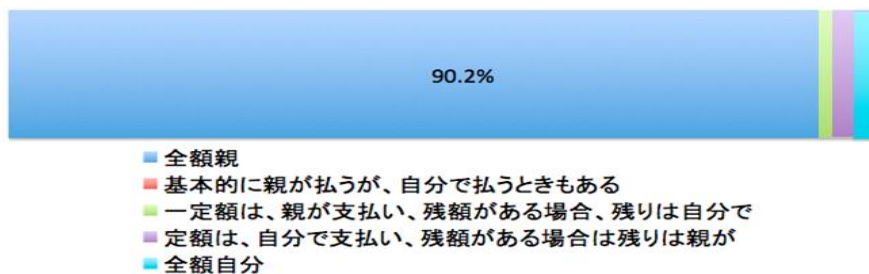 90.2%
全額親
基本的に親が払うが、自分で払うときもある
一定額は、親が支払い、残額がある場合、残りは自分で
定額は、自分で支払い、残額がある場合は残りは親が
全額自分